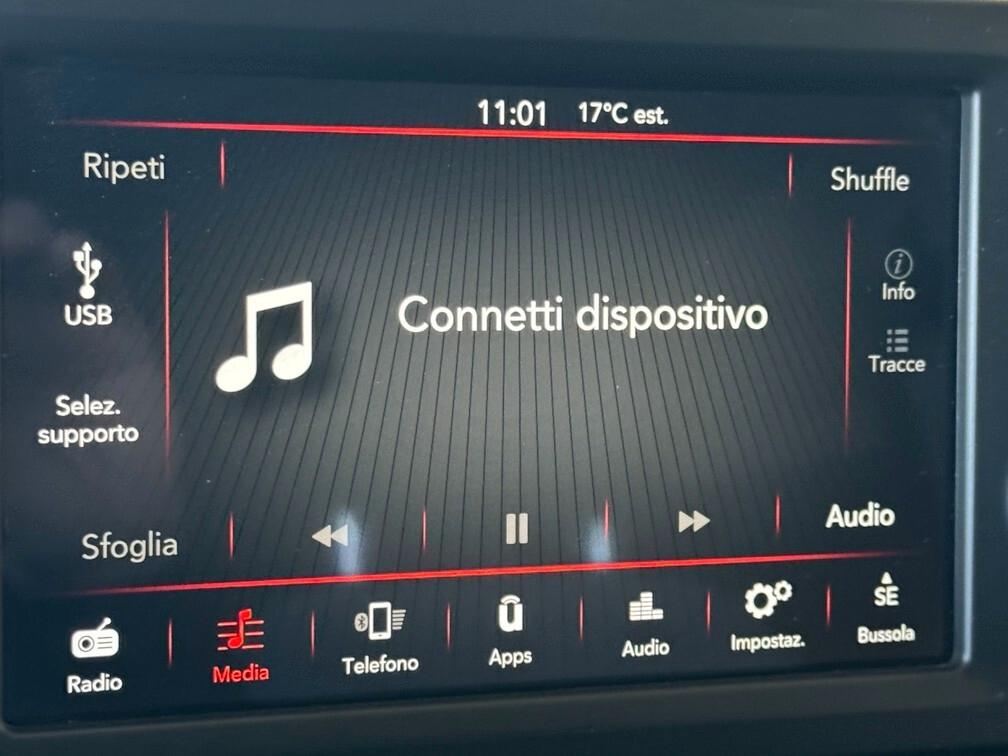 11:01 17°C est.
Ripeti
Shuffle
USB
Connetti dispositivo
Info
Tracce
Selez.
supporto
Sfoglia
Audio
Radio
Media
Telefono
Apps
Audio
Impostaz.
SE
Bussola